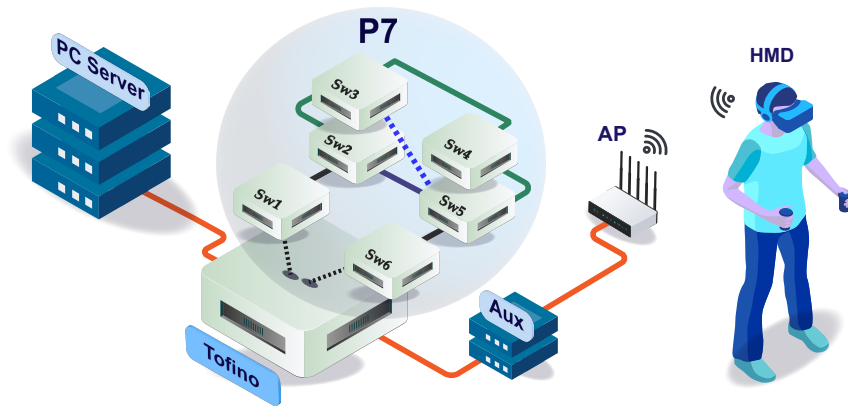 P7
PC Server
HMD
Sw3
AP
Sw2
Sw4
Sw1
Sw5
Sw6
Aux
Tofino